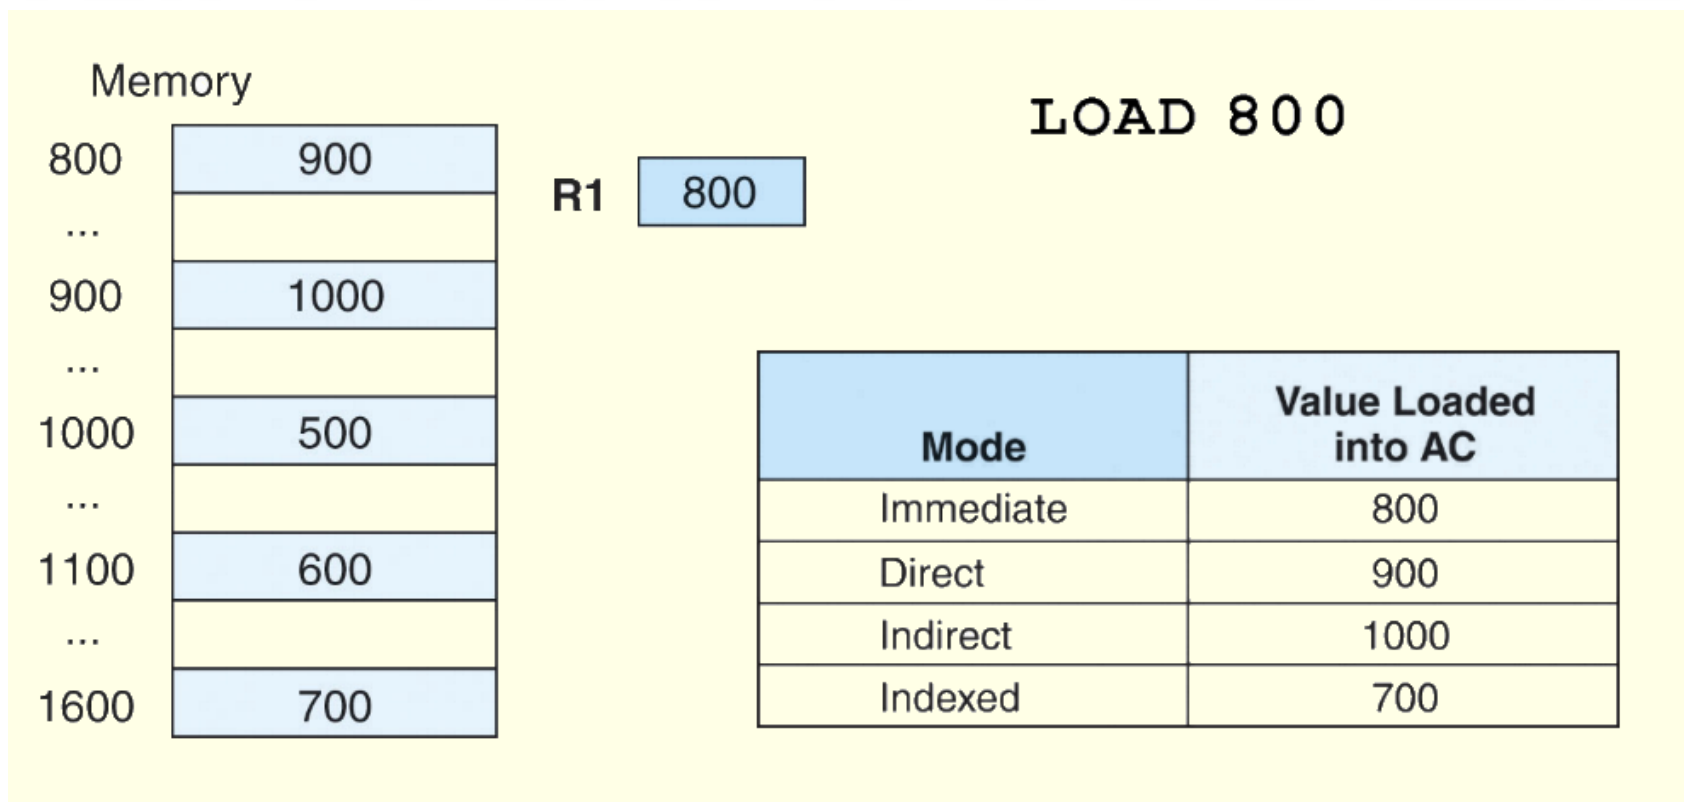 Memory
LOAD 800
800 900
R1 800
...
900 1000
...
1000 500
...
1100 600
...
1600 700
Mode Value Loaded into AC
Immediate 800
Direct 900
Indirect 1000
Indexed 700